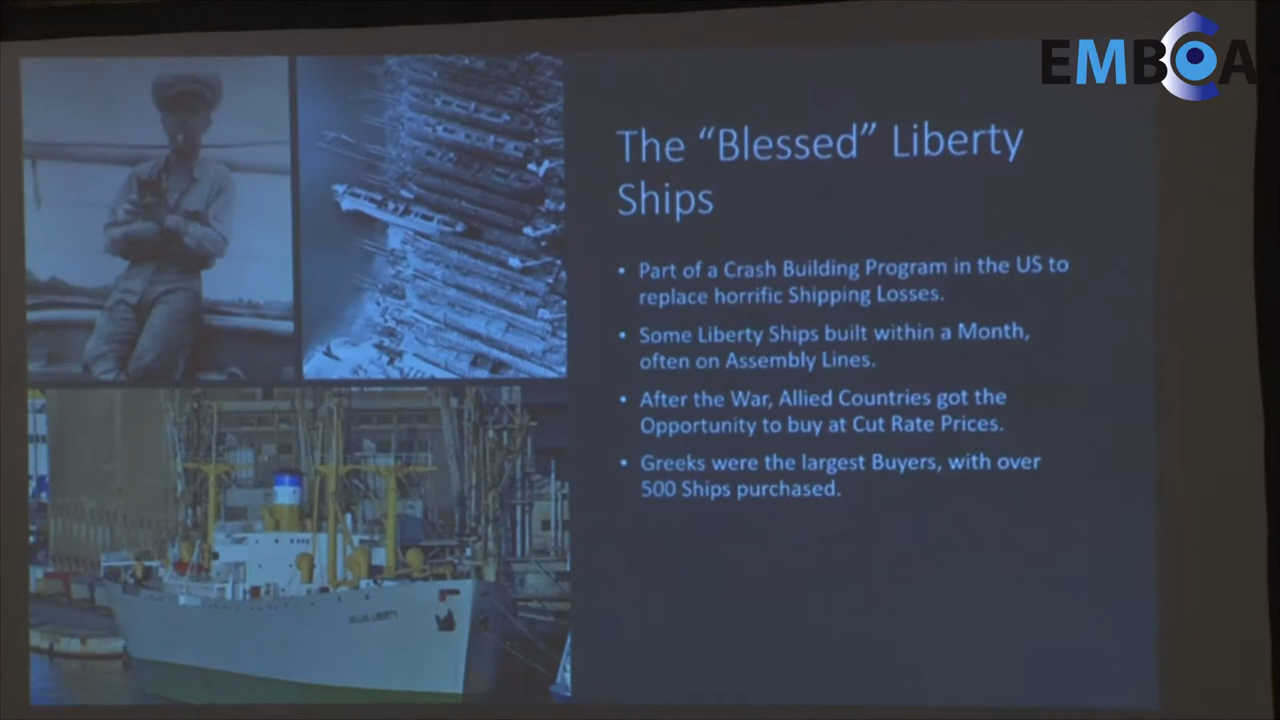 EMBCA
The “Blessed” Liberty
Ships
• Part of a Crash Building Program in the US to
replace horrific Shipping Losses.
• Some Liberty Ships built within a Month,
often on Assembly Lines.
• After the War, Allied Countries got the
Opportunity to buy at Cut Rate Prices.
• Greeks were the largest Buyers, with over
500 Ships purchased.
HELLAS LIBERTY